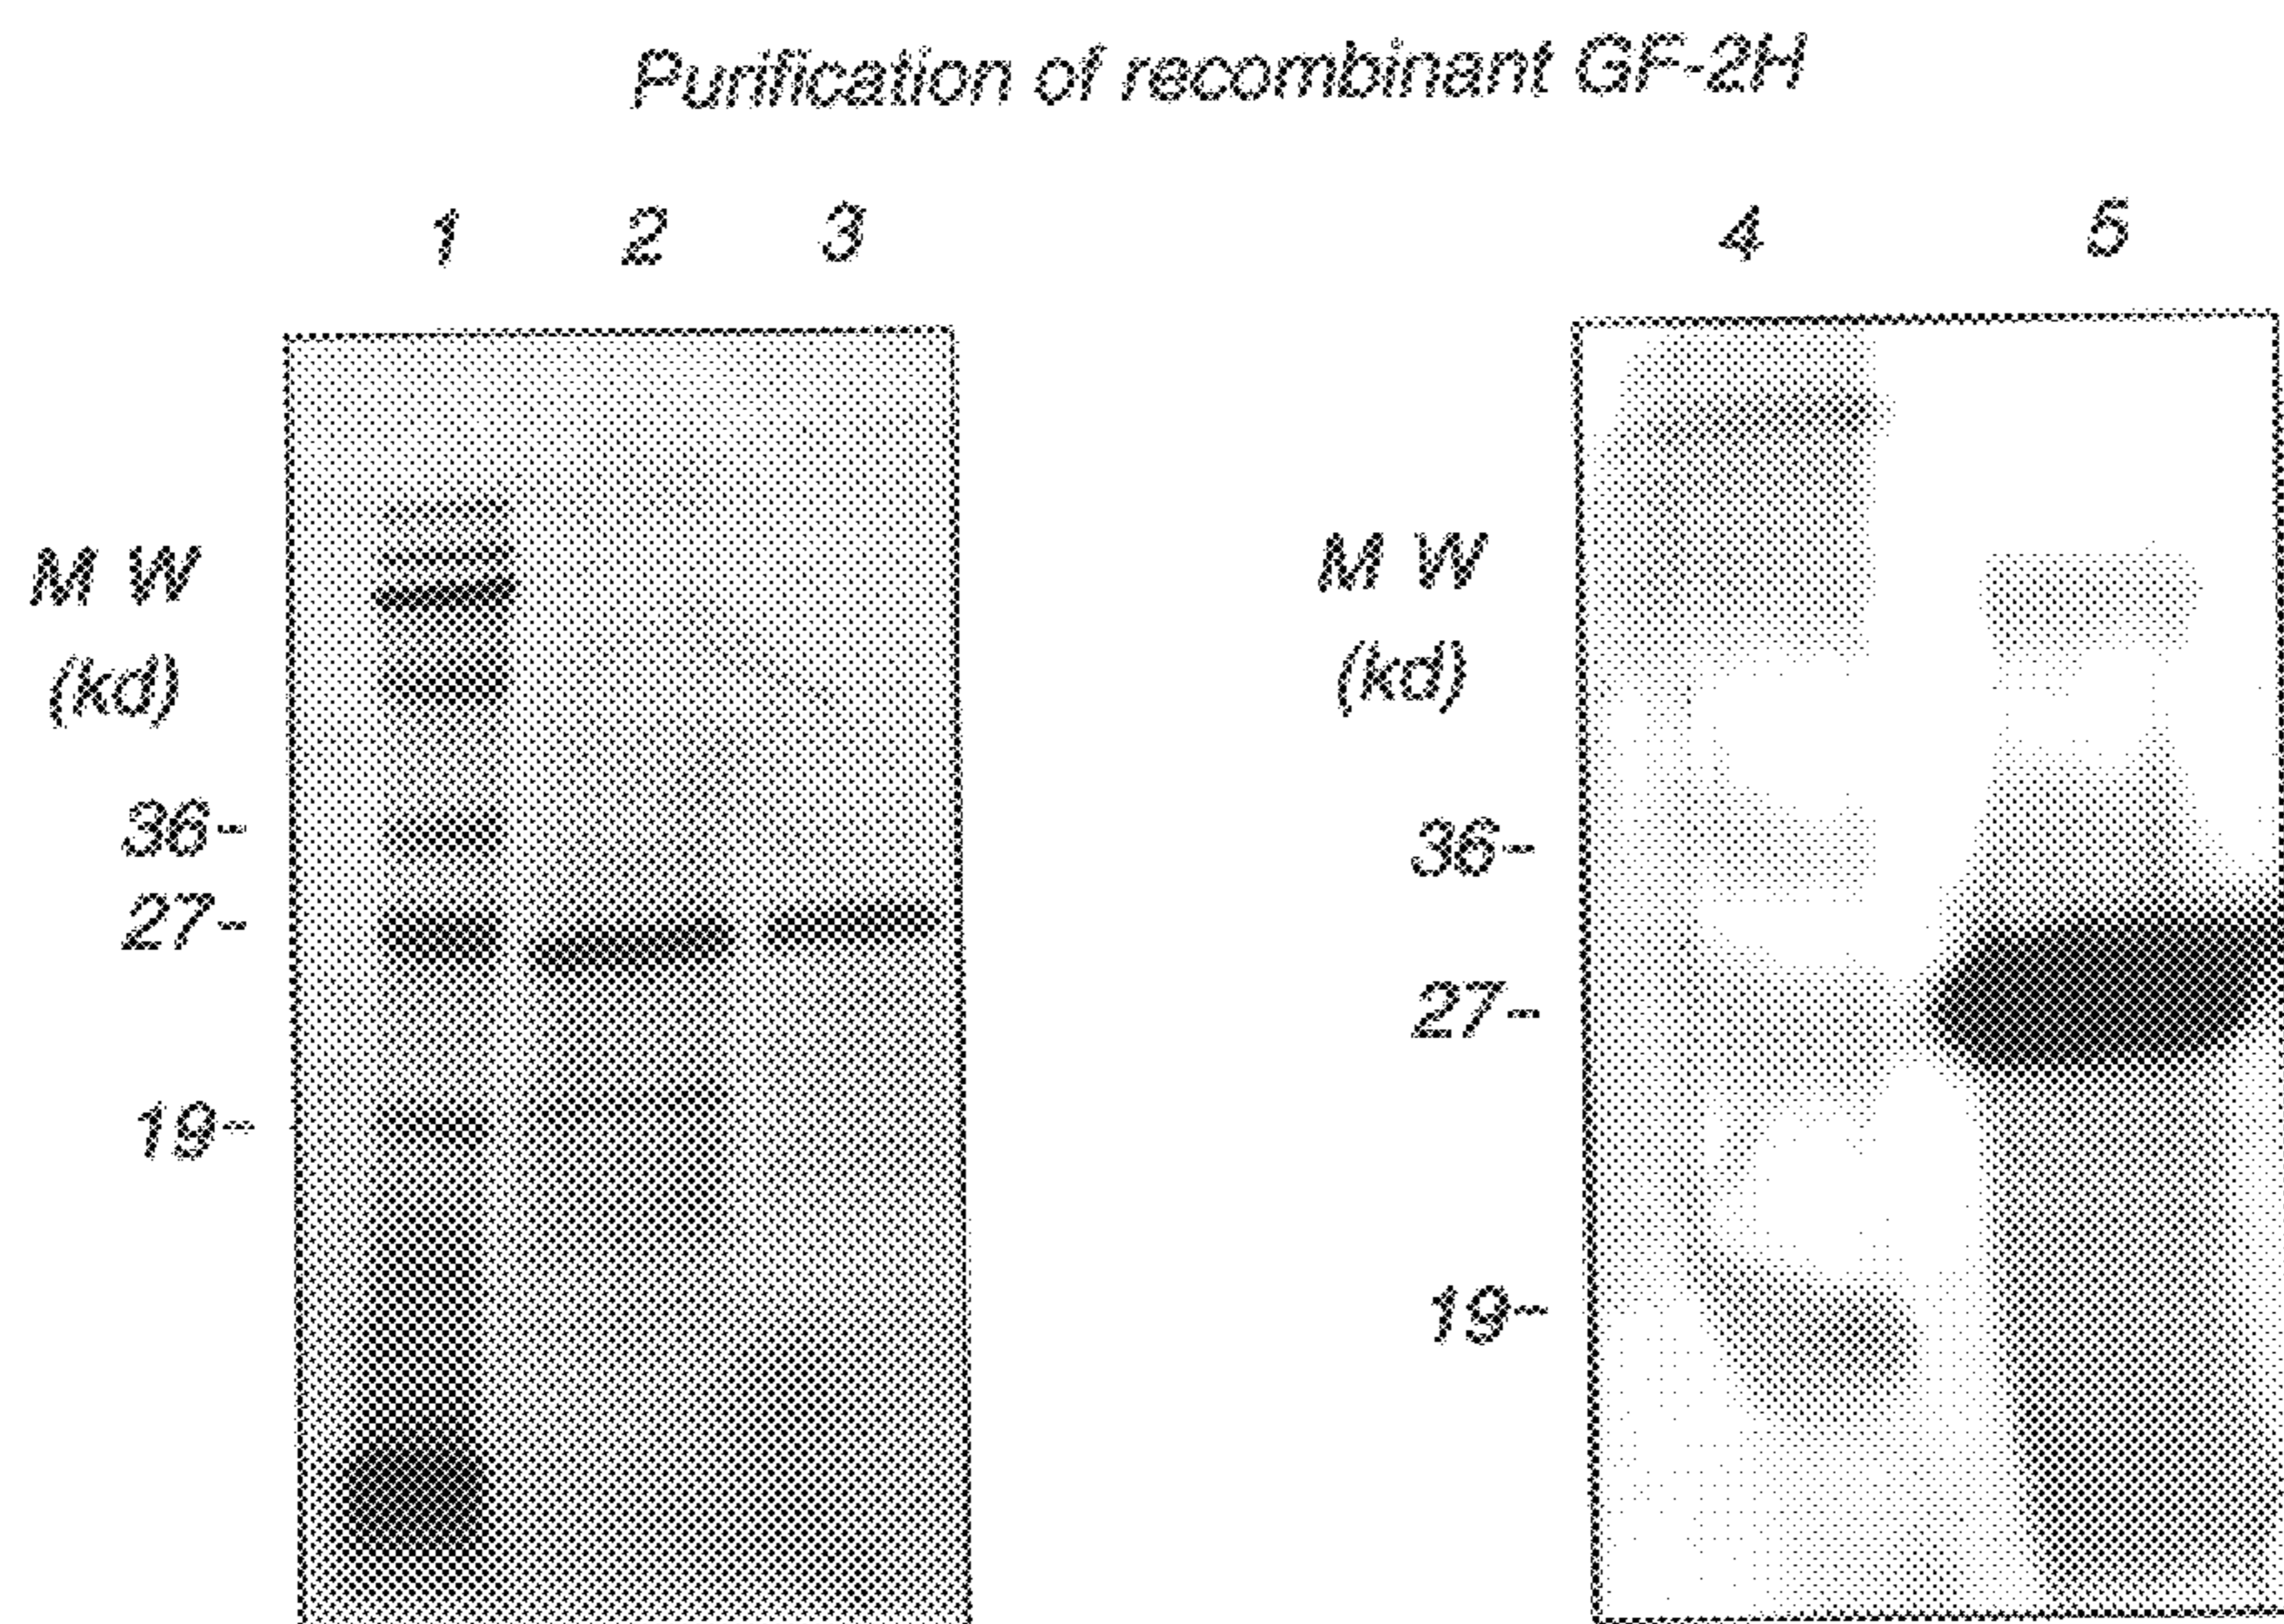 Purification of recombinant GF-2H
1 2 3 4 5
M W
(kd)
36-
27-
19-
M W
(kd)
36-
27-
19-